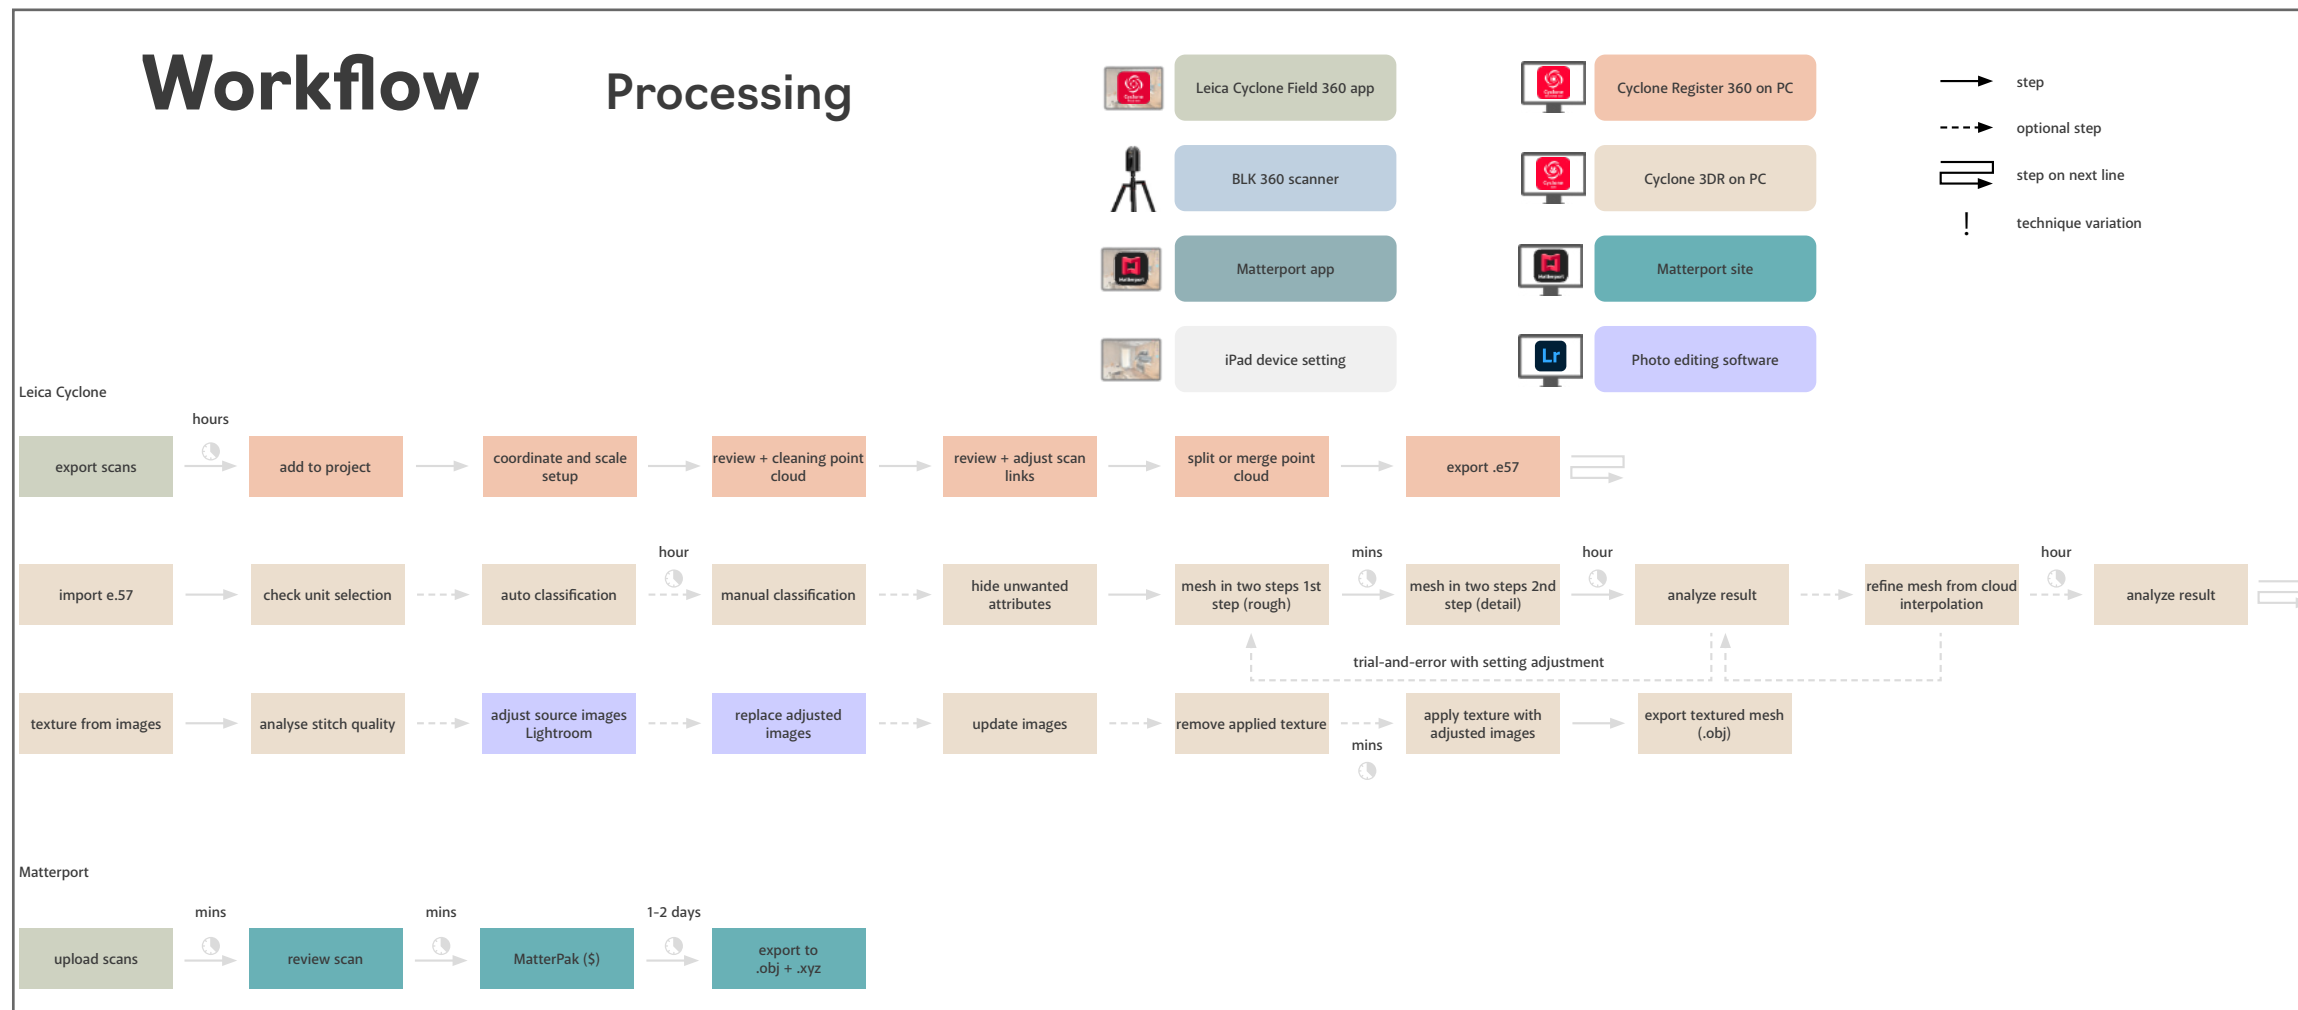 Workflow
Processing
Leica Cyclone Field 360 app
Cyclone Register 360 on PC
step
optional step
BLK 360 scanner
Cyclone 3DR on PC
step on next line
!
technique variation
Matterport app
Matterport site
iPad device setting
Lr
Photo editing software
Leica Cyclone
hours
export scans
add to project
coordinate and scale
setup
review + cleaning point
cloud
review + adjust scan
links
split or merge point
cloud
export .e57
hour
mins
hour
hour
import e.57
check unit selection
auto classification
manual classification
hide unwanted
attributes
mesh in two steps 1st
step (rough)
mesh in two steps 2nd
step (detail)
analyze result
refine mesh from cloud
interpolation
analyze result
trial-and-error with setting adjustment
texture from images
analyse stitch quality
adjust source images
Lightroom
replace adjusted
images
update images
remove applied texture
mins
apply texture with
adjusted images
export textured mesh
(.obj)
Matterport
mins
mins
1-2 days
upload scans
review scan
MatterPak ($)
export to
.obj + .xyz